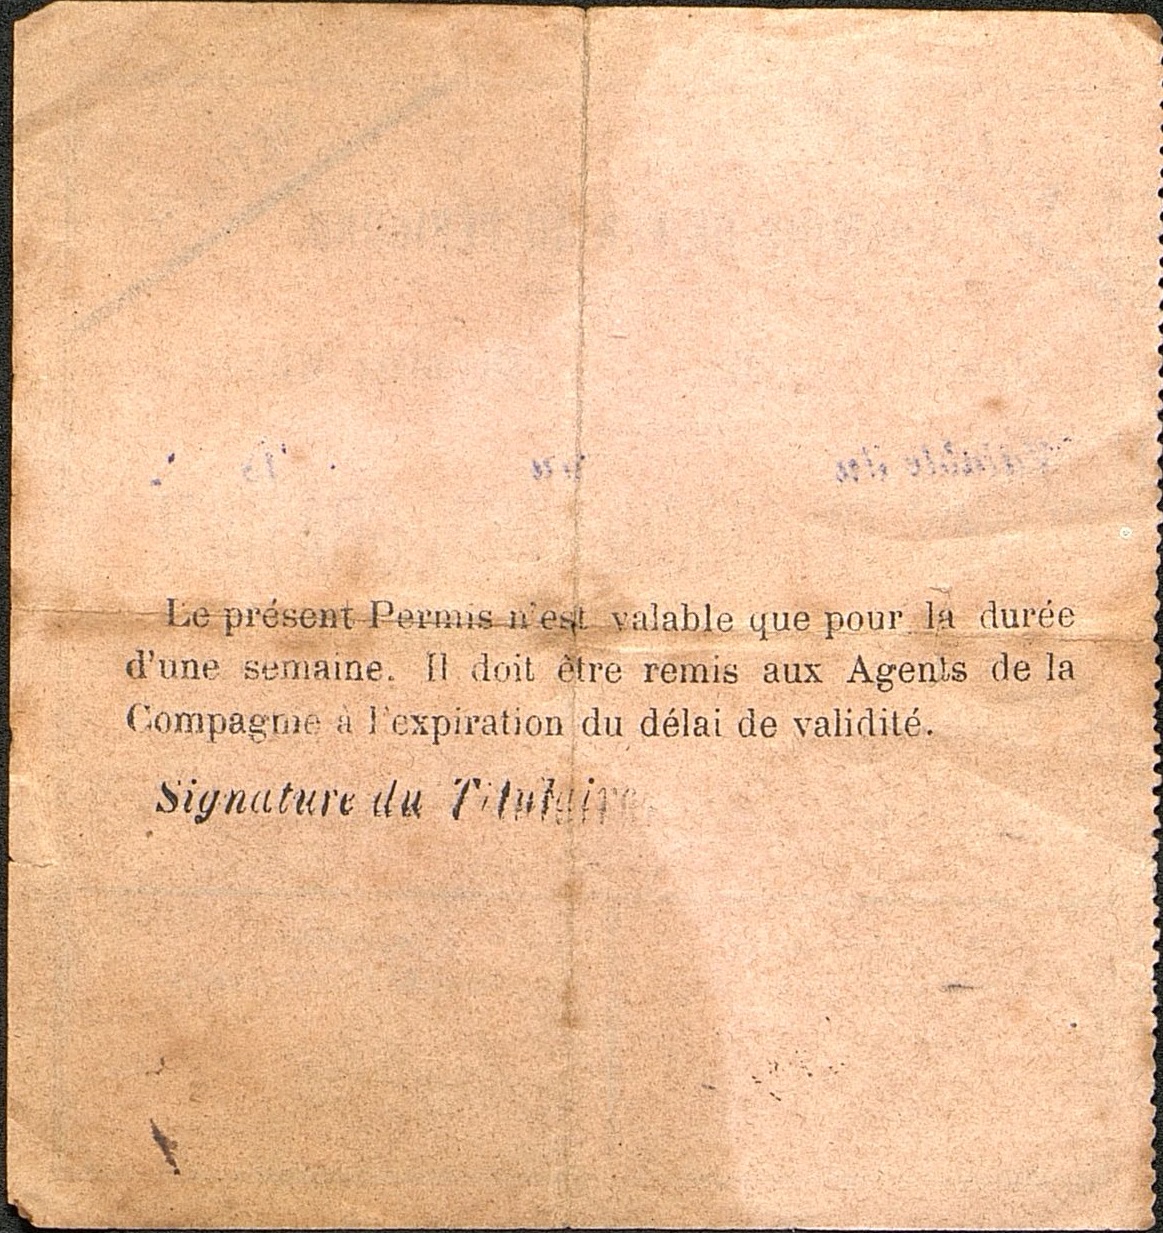 Le présent Permis n'est valable que pour la durée
d'une semaine. Il doit être remis aux Agents de la
Compagnie à l'expiration du délai de validité.
Signature du Titulaire